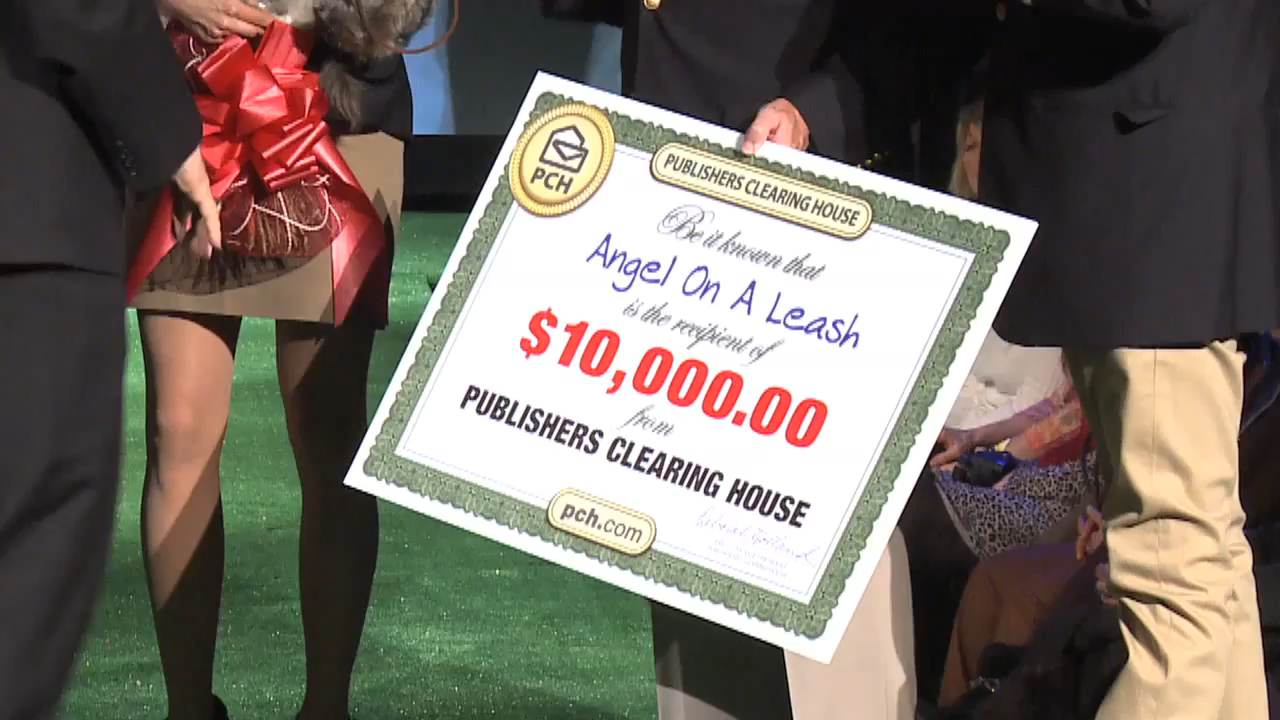 PCH
PUBLISHERS CLEARING HOUSE
Be it known that
Angel On A Leash
is the recipient of
$10,000.00
from
PUBLISHERS CLEARING HOUSE
pch.com